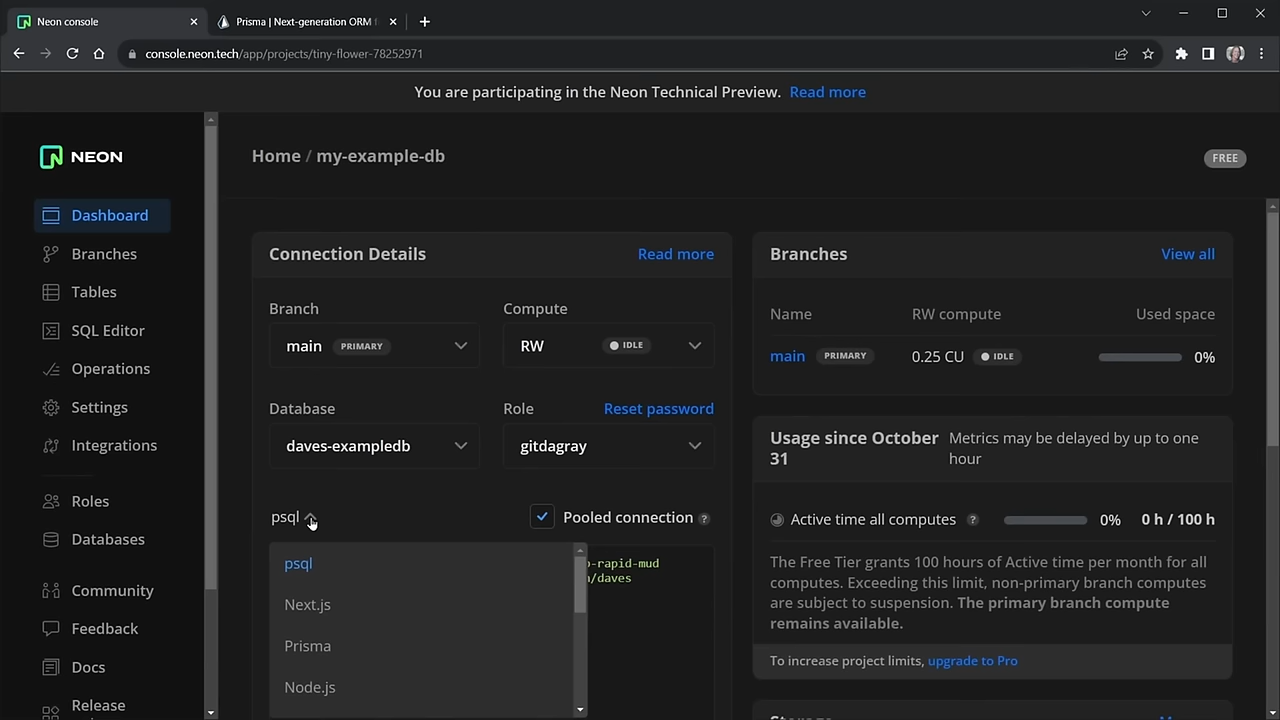 Neon console
Prisma | Next-generation ORM
console.neon.tech/app/projects/tiny-flower-78252971
You are participating in the Neon Technical Preview. Read more
NEON
Home / my-example-db
FREE
Dashboard
Branches
Tables
SQL Editor
Operations
Settings
Integrations
Roles
Databases
Community
Feedback
Docs
Release
Connection Details
Read more
Branch
Compute
main PRIMARY
RW IDLE
Database
Role
Reset password
daves-exampledb
gitdagray
psql
Pooled connection ?
psql
Next.js
Prisma
Node.js
-rapid-mud
/daves
Branches
View all
Name
RW compute
Used space
main PRIMARY
0.25 CU IDLE
0%
Usage since October
31
Metrics may be delayed by up to one
hour
Active time all computes ?
0%
0 h / 100 h
The Free Tier grants 100 hours of Active time per month for all
computes. Exceeding this limit, non-primary branch computes
are subject to suspension. The primary branch compute
remains available.
To increase project limits, upgrade to Pro